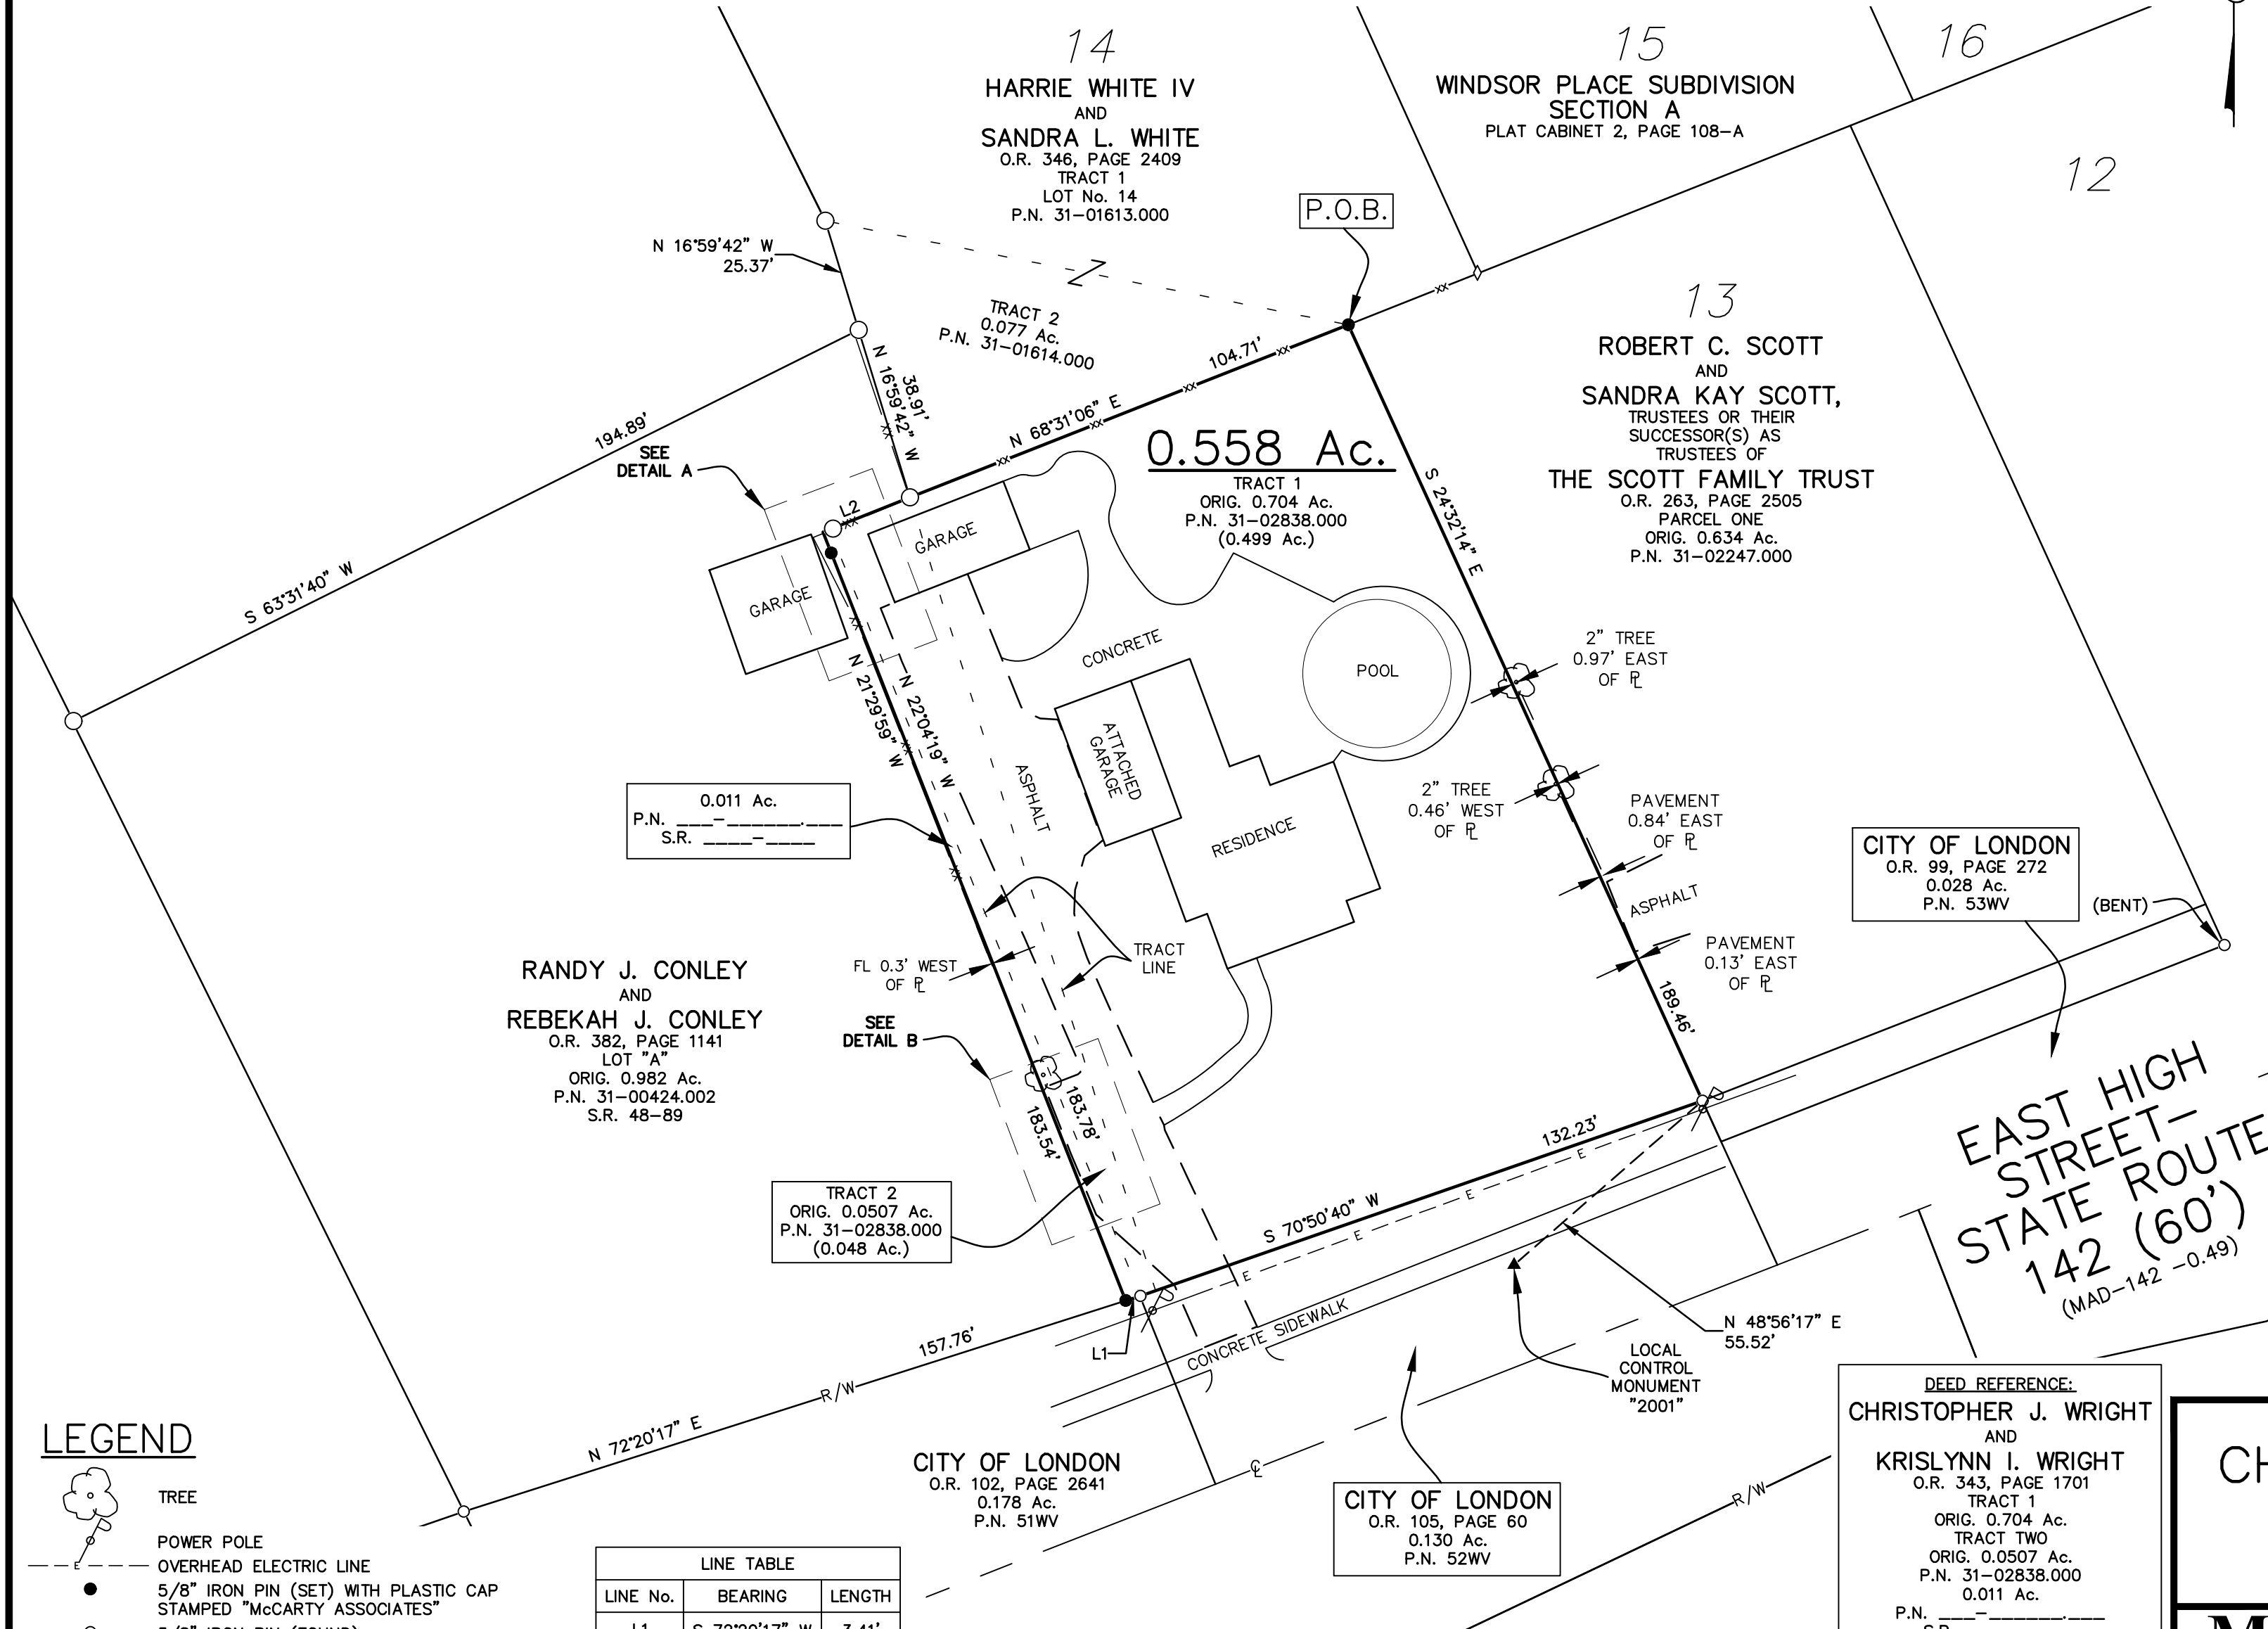 14
HARRIE WHITE IV
AND
SANDRA L. WHITE
O.R. 346, PAGE 2409
TRACT 1
LOT No. 14
P.N. 31-01613.000
15
WINDSOR PLACE SUBDIVISION
SECTION A
PLAT CABINET 2, PAGE 108-A
16
12
P.O.B.
N 16°59'42" W
25.37'
Z
TRACT 2
0.077 Ac.
P.N. 31-01614.000
104.71'
N 68°31'06" E
38.91'
N 16°59'42" W
194.89'
S 63°31'40" W
SEE
DETAIL A
L2
13
ROBERT C. SCOTT
AND
SANDRA KAY SCOTT,
TRUSTEES OR THEIR
SUCCESSOR(S) AS
TRUSTEES OF
THE SCOTT FAMILY TRUST
O.R. 263, PAGE 2505
PARCEL ONE
ORIG. 0.634 Ac.
P.N. 31-02247.000
0.558 Ac.
TRACT 1
ORIG. 0.704 Ac.
P.N. 31-02838.000
(0.499 Ac.)
S 24°32'14" E
189.46'
GARAGE
GARAGE
CONCRETE
POOL
ATTACHED
GARAGE
RESIDENCE
ASPHALT
N 21°29'59" W
N 22°04'19" W
2" TREE
0.97' EAST
OF PL
2" TREE
0.46' WEST
OF PL
PAVEMENT
0.84' EAST
OF PL
ASPHALT
PAVEMENT
0.13' EAST
OF PL
0.011 Ac.
P.N. ___-______.___
S.R. ____-____
CITY OF LONDON
O.R. 99, PAGE 272
0.028 Ac.
P.N. 53WV
(BENT)
RANDY J. CONLEY
AND
REBEKAH J. CONLEY
O.R. 382, PAGE 1141
LOT "A"
ORIG. 0.982 Ac.
P.N. 31-00424.002
S.R. 48-89
FL 0.3' WEST
OF PL
TRACT
LINE
SEE
DETAIL B
183.78'
183.54'
TRACT 2
ORIG. 0.0507 Ac.
P.N. 31-02838.000
(0.048 Ac.)
132.23'
S 70°50'40" W
E
E
E
E
EAST HIGH
STREET-
STATE ROUTE
142 (60')
(MAD-142 -0.49)
N 48°56'17" E
55.52'
LOCAL
CONTROL
MONUMENT
"2001"
CONCRETE SIDEWALK
L1
157.76'
R/W
N 72°20'17" E
CITY OF LONDON
O.R. 102, PAGE 2641
0.178 Ac.
P.N. 51WV
CL
CITY OF LONDON
O.R. 105, PAGE 60
0.130 Ac.
P.N. 52WV
R/W
DEED REFERENCE:
CHRISTOPHER J. WRIGHT
AND
KRISLYNN I. WRIGHT
O.R. 343, PAGE 1701
TRACT 1
ORIG. 0.704 Ac.
TRACT TWO
ORIG. 0.0507 Ac.
P.N. 31-02838.000
0.011 Ac.
P.N. ___-______.___
CH
LEGEND
TREE
POWER POLE
E OVERHEAD ELECTRIC LINE
5/8" IRON PIN (SET) WITH PLASTIC CAP
STAMPED "McCARTY ASSOCIATES"
LINE TABLE
LINE No. BEARING LENGTH
L1 S 72°20'17" W 3.41'